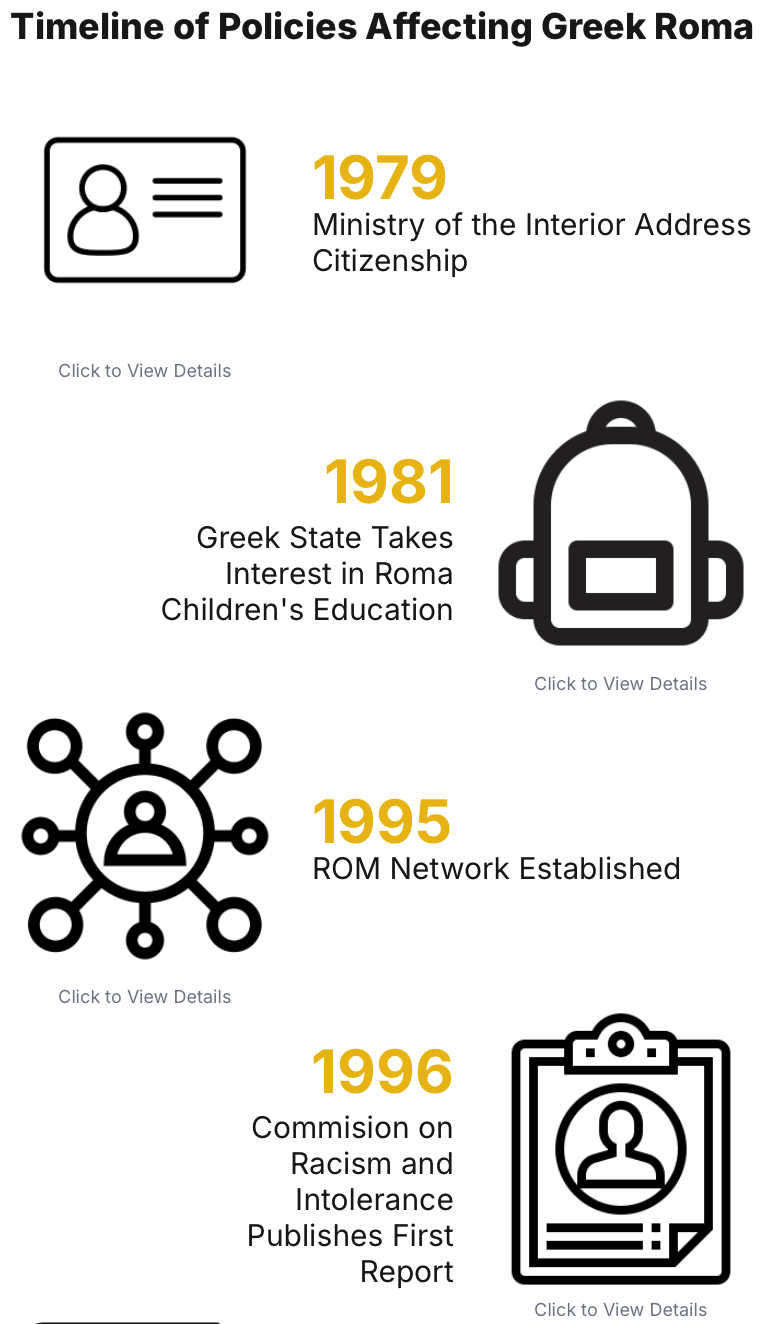 Timeline of Policies Affecting Greek Roma
1979
Ministry of the Interior Address
Citizenship
Click to View Details
1981
Greek State Takes
Interest in Roma
Children's Education
Click to View Details
1995
ROM Network Established
Click to View Details
1996
Commision on
Racism and
Intolerance
Publishes First
Report
Click to View Details